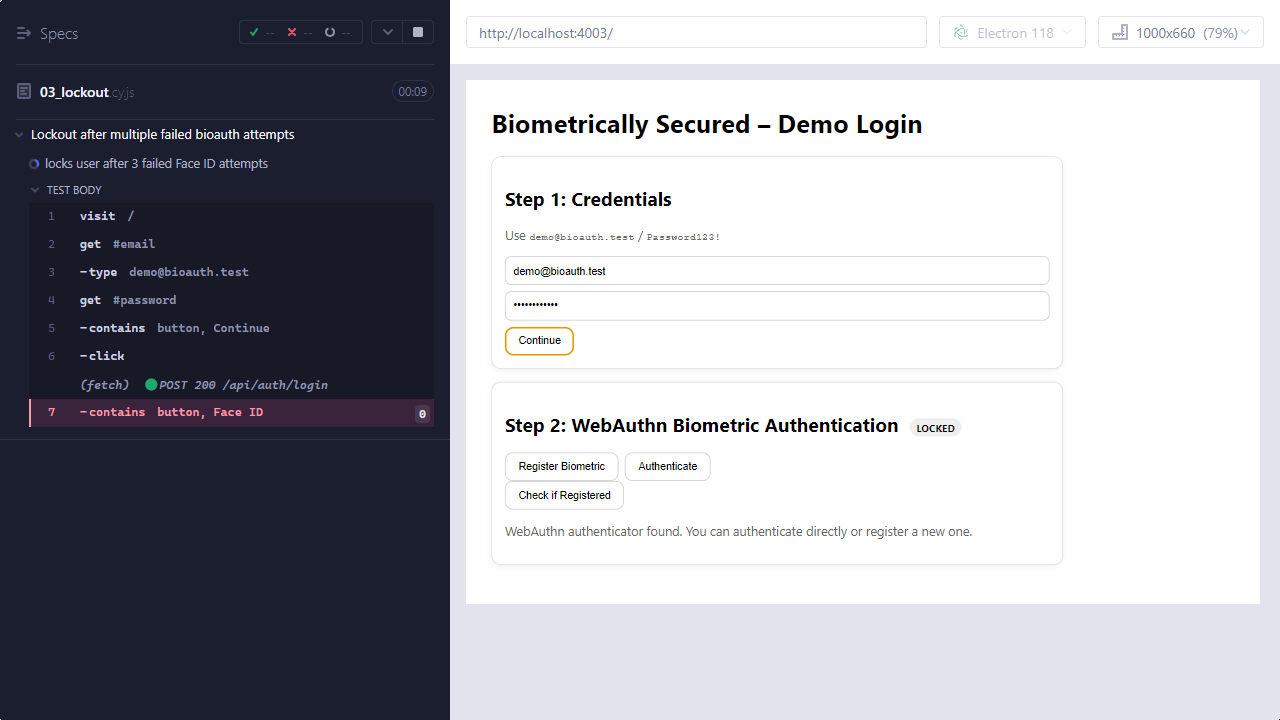 Specs
-- -- --
03_lockout.cy.js 00:09
Lockout after multiple failed bioauth attempts
locks user after 3 failed Face ID attempts
TEST BODY
1 visit /
2 get #email
3 -type demo@bioauth.test
4 get #password
5 -contains button, Continue
6 -click
(fetch) POST 200 /api/auth/login
7 -contains button, Face ID 0
http://localhost:4003/
Electron 118
1000x660 (79%)
Biometrically Secured – Demo Login
Step 1: Credentials
Use demo@bioauth.test / Password123!
demo@bioauth.test
••••••••••••
Continue
Step 2: WebAuthn Biometric Authentication LOCKED
Register Biometric Authenticate
Check if Registered
WebAuthn authenticator found. You can authenticate directly or register a new one.